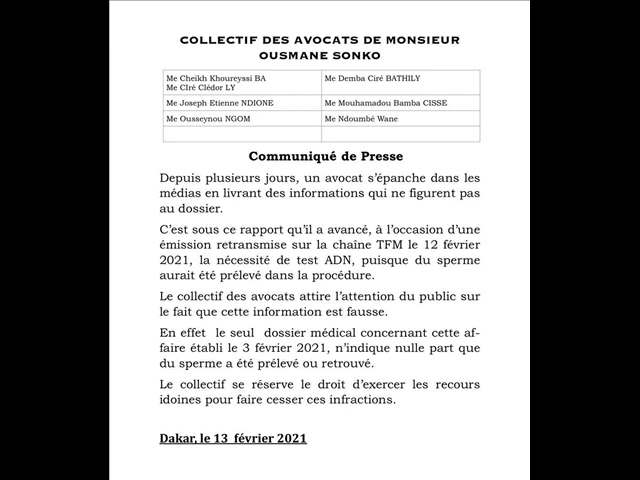 COLLECTIF DES AVOCATS DE MONSIEUR
OUSMANE SONKO
Me Cheikh Khoureyssi BA
Me CIré Clédor LY
Me Demba Ciré BATHILY
Me Joseph Etienne NDIONE
Me Mouhamadou Bamba CISSE
Me Ousseynou NGOM
Me Ndoumbé Wane
Communiqué de Presse
Depuis plusieurs jours, un avocat s’épanche dans les
médias en livrant des informations qui ne figurent pas
au dossier.
C’est sous ce rapport qu’il a avancé, à l’occasion d’une
émission retransmise sur la chaîne TFM le 12 février
2021, la nécessité de test ADN, puisque du sperme
aurait été prélevé dans la procédure.
Le collectif des avocats attire l’attention du public sur
le fait que cette information est fausse.
En effet le seul dossier médical concernant cette af-
faire établi le 3 février 2021, n’indique nulle part que
du sperme a été prélevé ou retrouvé.
Le collectif se réserve le droit d’exercer les recours
idoines pour faire cesser ces infractions.
Dakar, le 13 février 2021